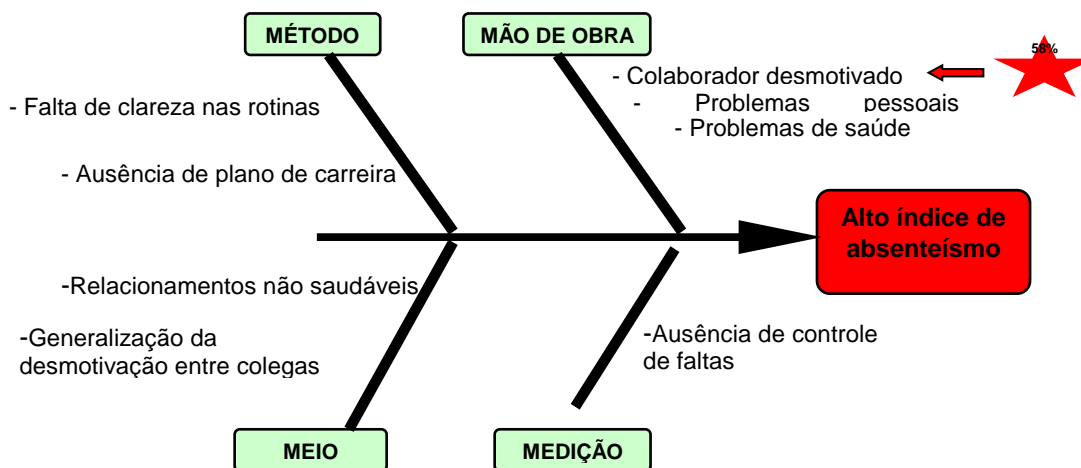 MÉTODO
MÃO DE OBRA
58%
- Colaborador desmotivado
- Problemas pessoais
- Problemas de saúde
- Falta de clareza nas rotinas
- Ausência de plano de carreira
Alto índice de
absenteísmo
-Relacionamentos não saudáveis
-Generalização da
desmotivação entre colegas
-Ausência de controle
de faltas
MEIO
MEDIÇÃO